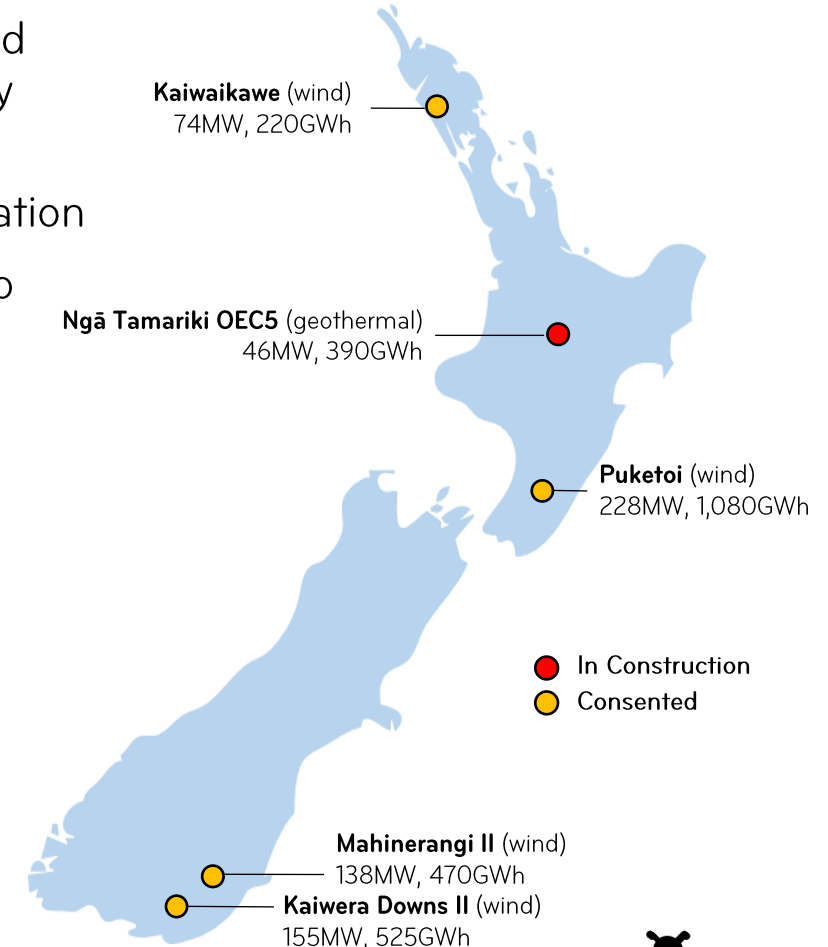 d
y
ation
o
Kaiwaikawe (wind)
74MW, 220GWh
Ngā Tamariki OEC5 (geothermal)
46MW, 390GWh
Puketoi (wind)
228MW, 1,080GWh
In Construction
Consented
Mahinerangi II (wind)
138MW, 470GWh
Kaiwera Downs II (wind)
155MW, 525GWh